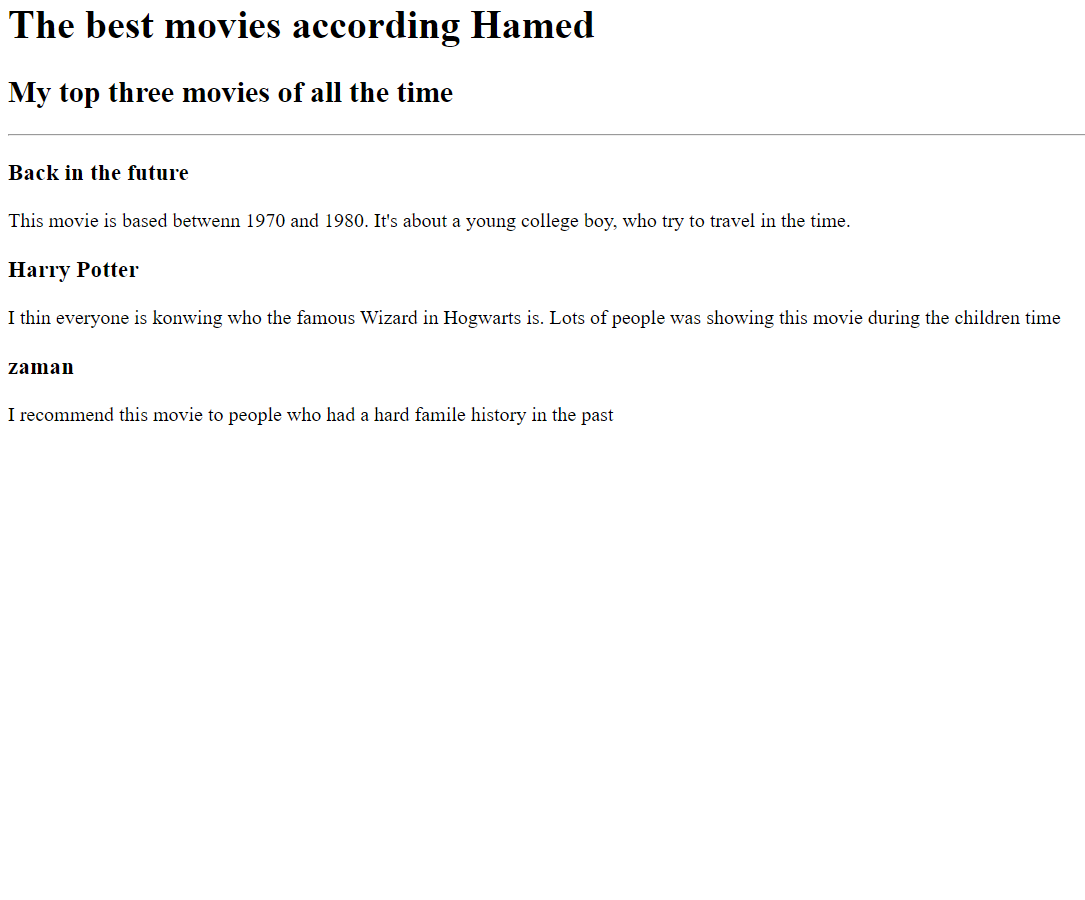 The best movies according Hamed
My top three movies of all the time
Back in the future
This movie is based betwenn 1970 and 1980. It's about a young college boy, who try to travel in the time.
Harry Potter
I thin everyone is konwing who the famous Wizard in Hogwarts is. Lots of people was showing this movie during the children time
zaman
I recommend this movie to people who had a hard famile history in the past